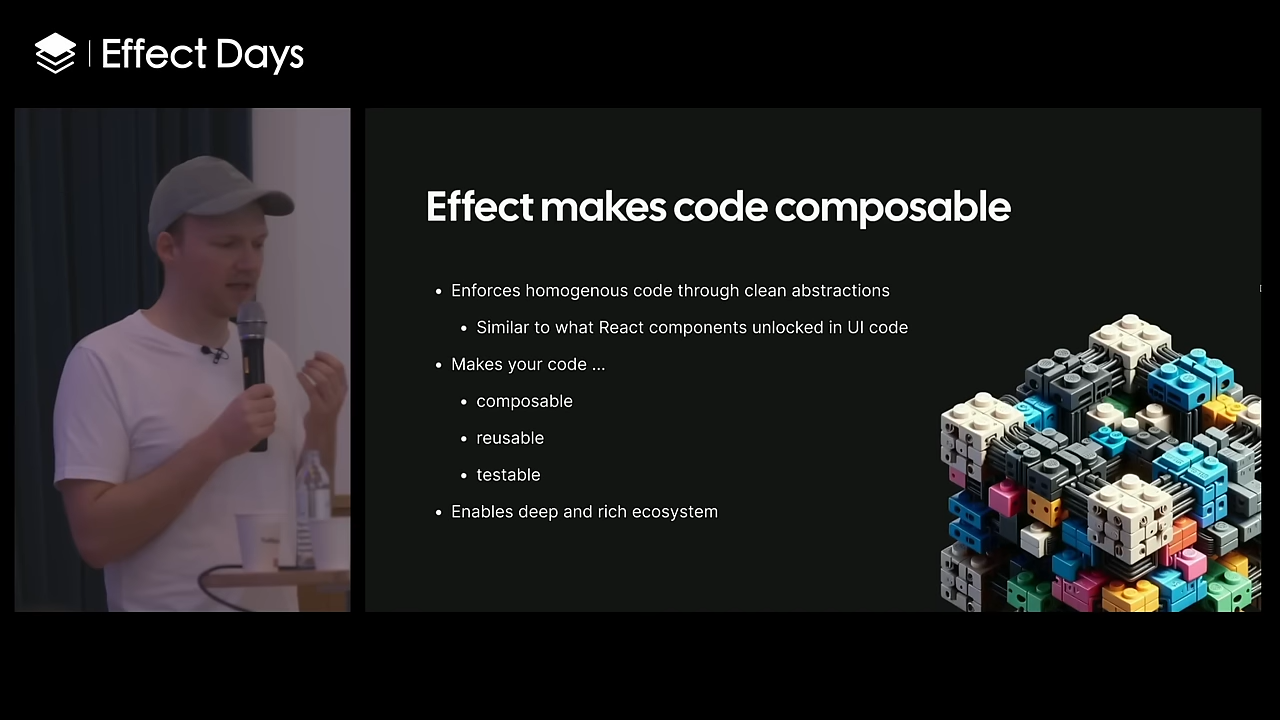 Effect Days
Effect makes code composable
• Enforces homogenous code through clean abstractions
• Similar to what React components unlocked in UI code
• Makes your code ...
• composable
• reusable
• testable
• Enables deep and rich ecosystem